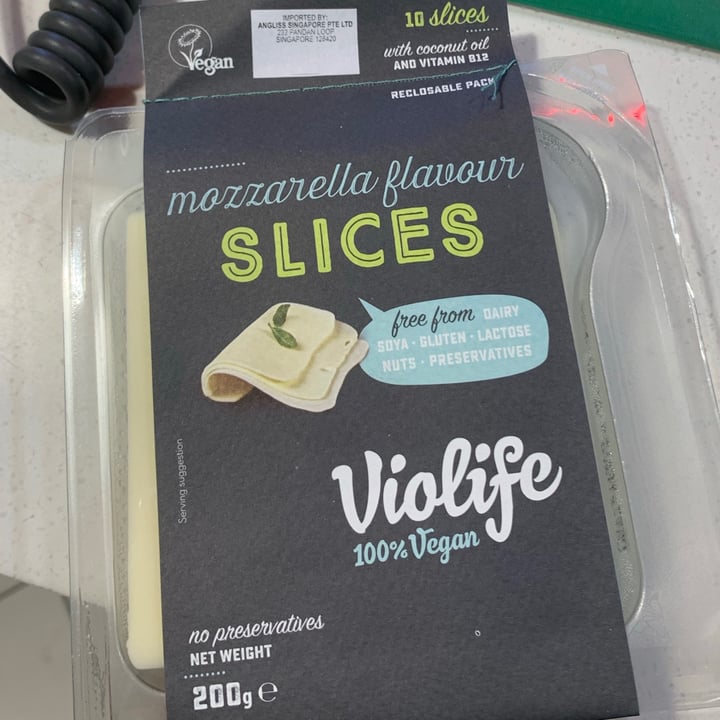 Vegan
IMPORTED BY:
ANGLISS SINGAPORE PTE LTD
232 PANDAN LOOP
SINGAPORE 128420
10 slices
with coconut oil
AND VITAMIN B12
RECLOSABLE PACK
mozzarella flavour
SLICES
free from DAIRY
SOYA · GLUTEN · LACTOSE
NUTS · PRESERVATIVES
Serving suggestion
Violife
100% Vegan
no preservatives
NET WEIGHT
200g ℮